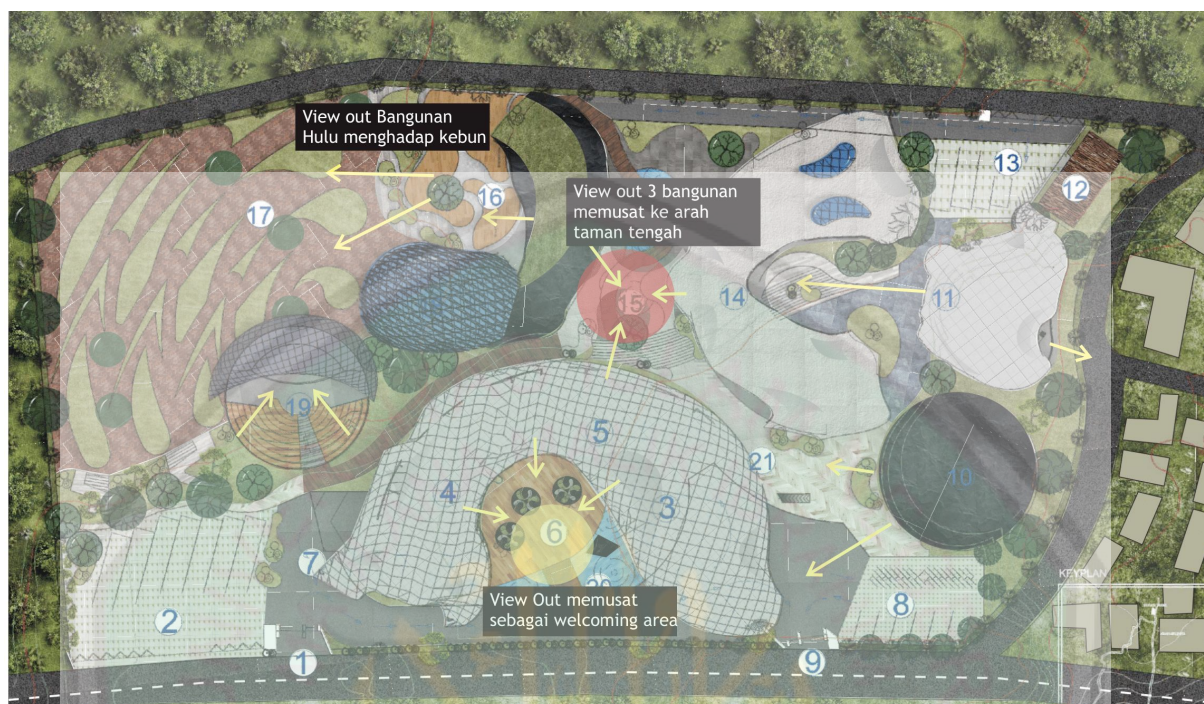 View out Bangunan
Hulu menghadap kebun
View out 3 bangunan
memusat ke arah
taman tengah
13
12
16
17
14
11
15
19
5
21
4
3
10
6
7
20
8
2
1
9
View Out memusat
sebagai welcoming area
KEYPLAN